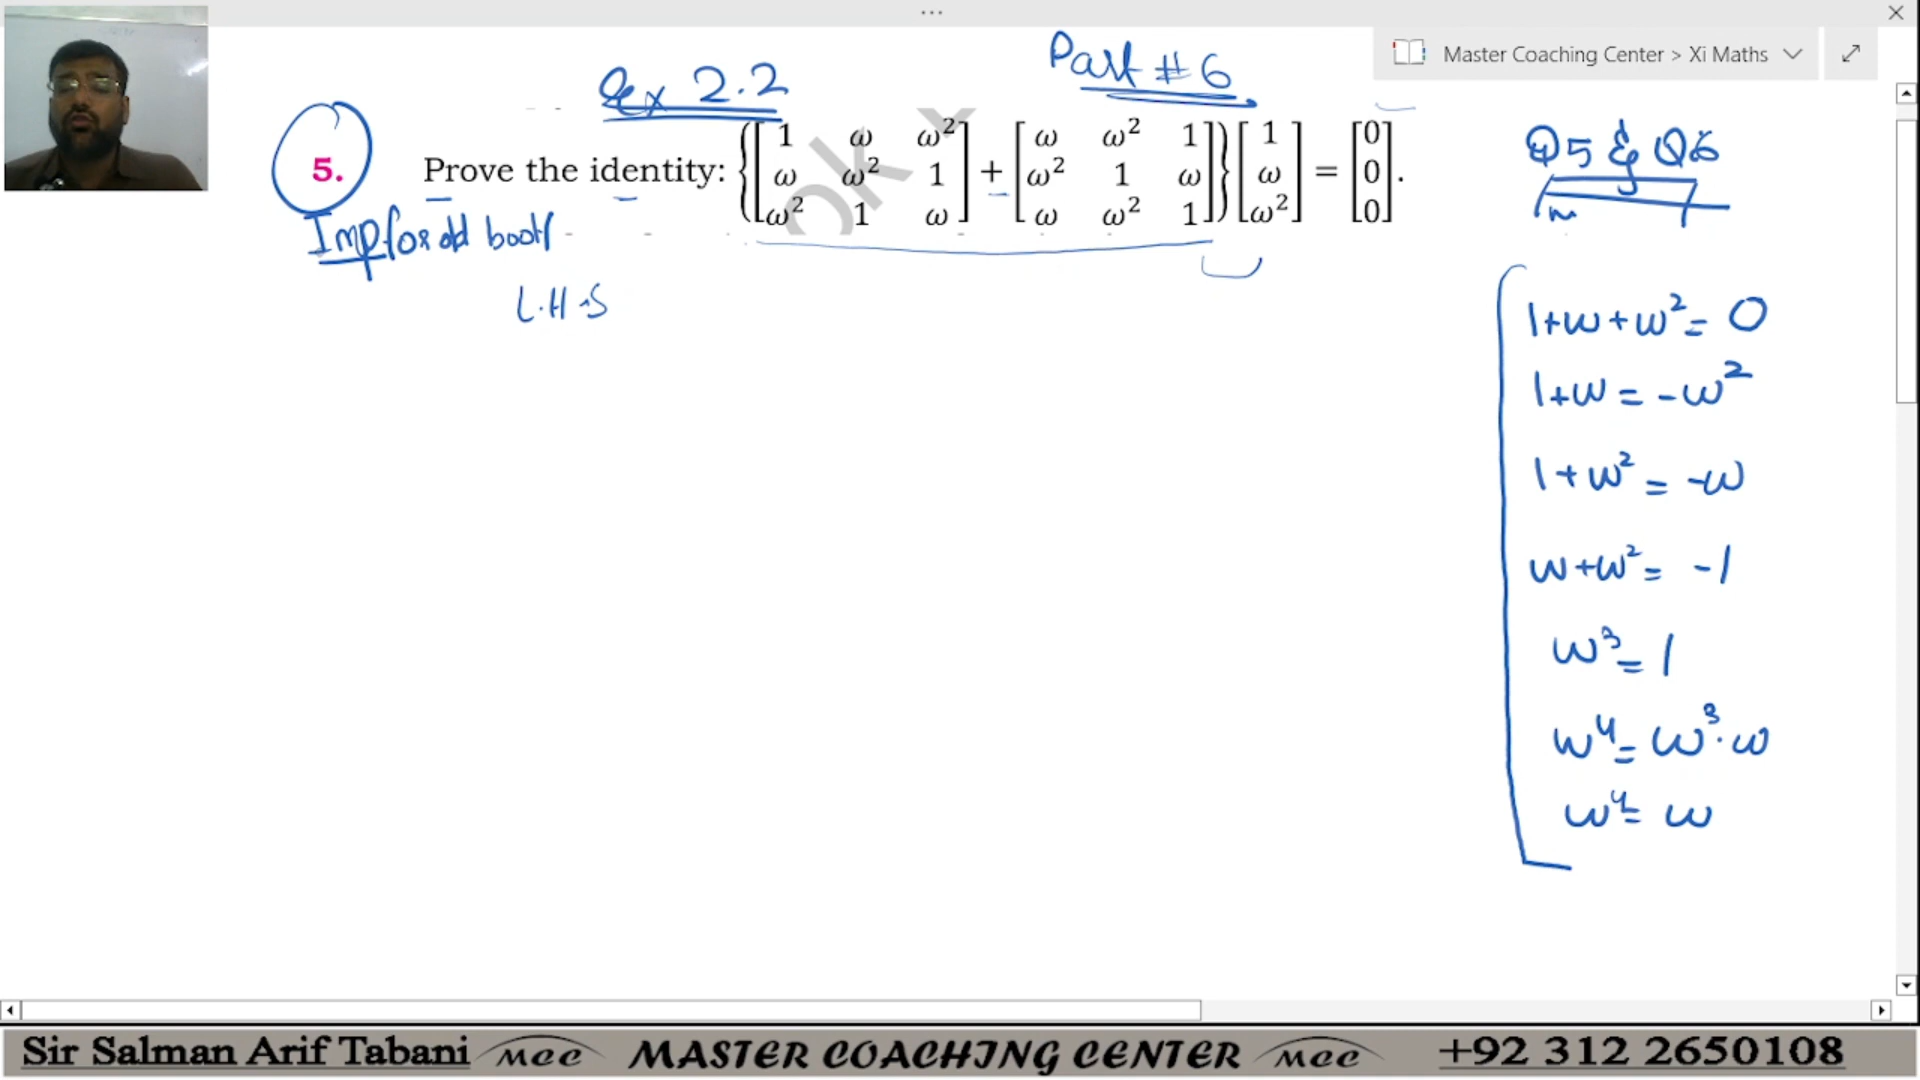 ...
Master Coaching Center > Xi Maths
Ex 2.2
Part # 6
5. Prove the identity: {[1 ω ω² ; ω ω² 1 ; ω² 1 ω] + [ω ω² 1 ; ω² 1 ω ; ω ω² 1]} [1 ; ω ; ω²] = [0 ; 0 ; 0].
Imp for old book
Q5 & Q6
L.H.S
1+ω+ω² = 0
1+ω = -ω²
1+ω² = -ω
ω+ω² = -1
ω³ = 1
ω⁴ = ω³·ω
ω⁴ = ω
Sir Salman Arif Tabani MCC MASTER COACHING CENTER MCC +92 312 2650108